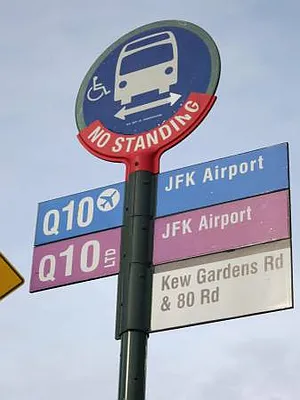 NO STANDING
Q10
JFK Airport
Q10 LTD
JFK Airport
Kew Gardens Rd
& 80 Rd